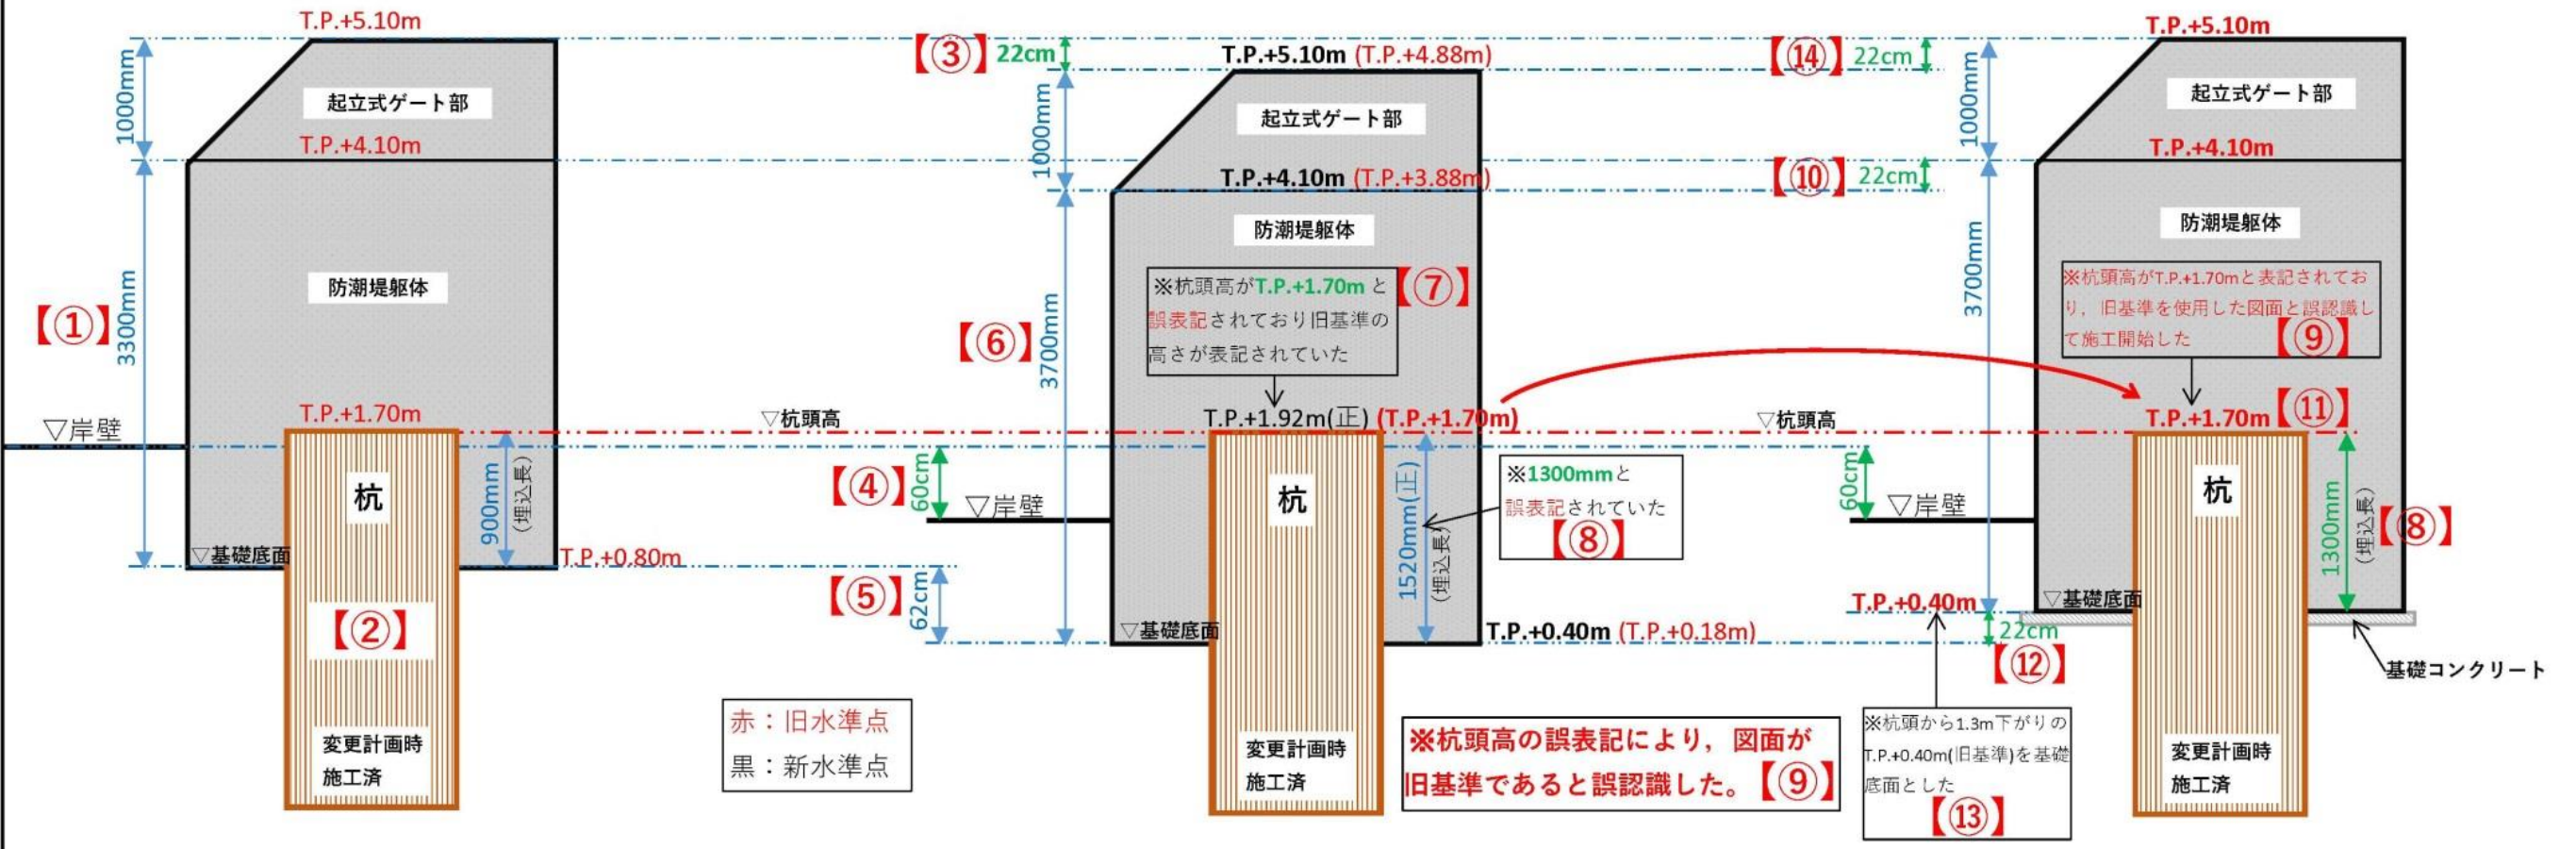 T.P.+5.10m
1000mm
起立式ゲート部
T.P.+4.10m
【①】
3300mm
防潮堤躯体
▽岸壁
T.P.+1.70m
杭
900mm
(埋込長)
▽基礎底面
T.P.+0.80m
【②】
変更計画時
施工済
▽杭頭高
【③】 22cm
T.P.+5.10m (T.P.+4.88m)
1000mm
起立式ゲート部
T.P.+4.10m (T.P.+3.88m)
防潮堤躯体
【⑥】
3700mm
※杭頭高がT.P.+1.70m と
誤表記されており旧基準の
高さが表記されていた
【⑦】
T.P.+1.92m(正) (T.P.+1.70m)
【④】
60cm
▽岸壁
杭
1520mm(正)
(埋込長)
※1300mmと
誤表記されていた
【⑧】
【⑤】
62cm
▽基礎底面
T.P.+0.40m (T.P.+0.18m)
変更計画時
施工済
赤：旧水準点
黒：新水準点
※杭頭高の誤表記により，図面が
旧基準であると誤認識した。【⑨】
【⑭】 22cm
T.P.+5.10m
1000mm
起立式ゲート部
T.P.+4.10m
【⑩】 22cm
防潮堤躯体
3700mm
※杭頭高がT.P.+1.70mと表記されてお
り，旧基準を使用した図面と誤認識し
て施工開始した
【⑨】
▽杭頭高
T.P.+1.70m【⑪】
60cm
▽岸壁
杭
1300mm
(埋込長)
【⑧】
T.P.+0.40m
▽基礎底面
22cm
【⑫】
基礎コンクリート
※杭頭から1.3m下がりの
T.P.+0.40m(旧基準)を基礎
底面とした
【⑬】
変更計画時
施工済